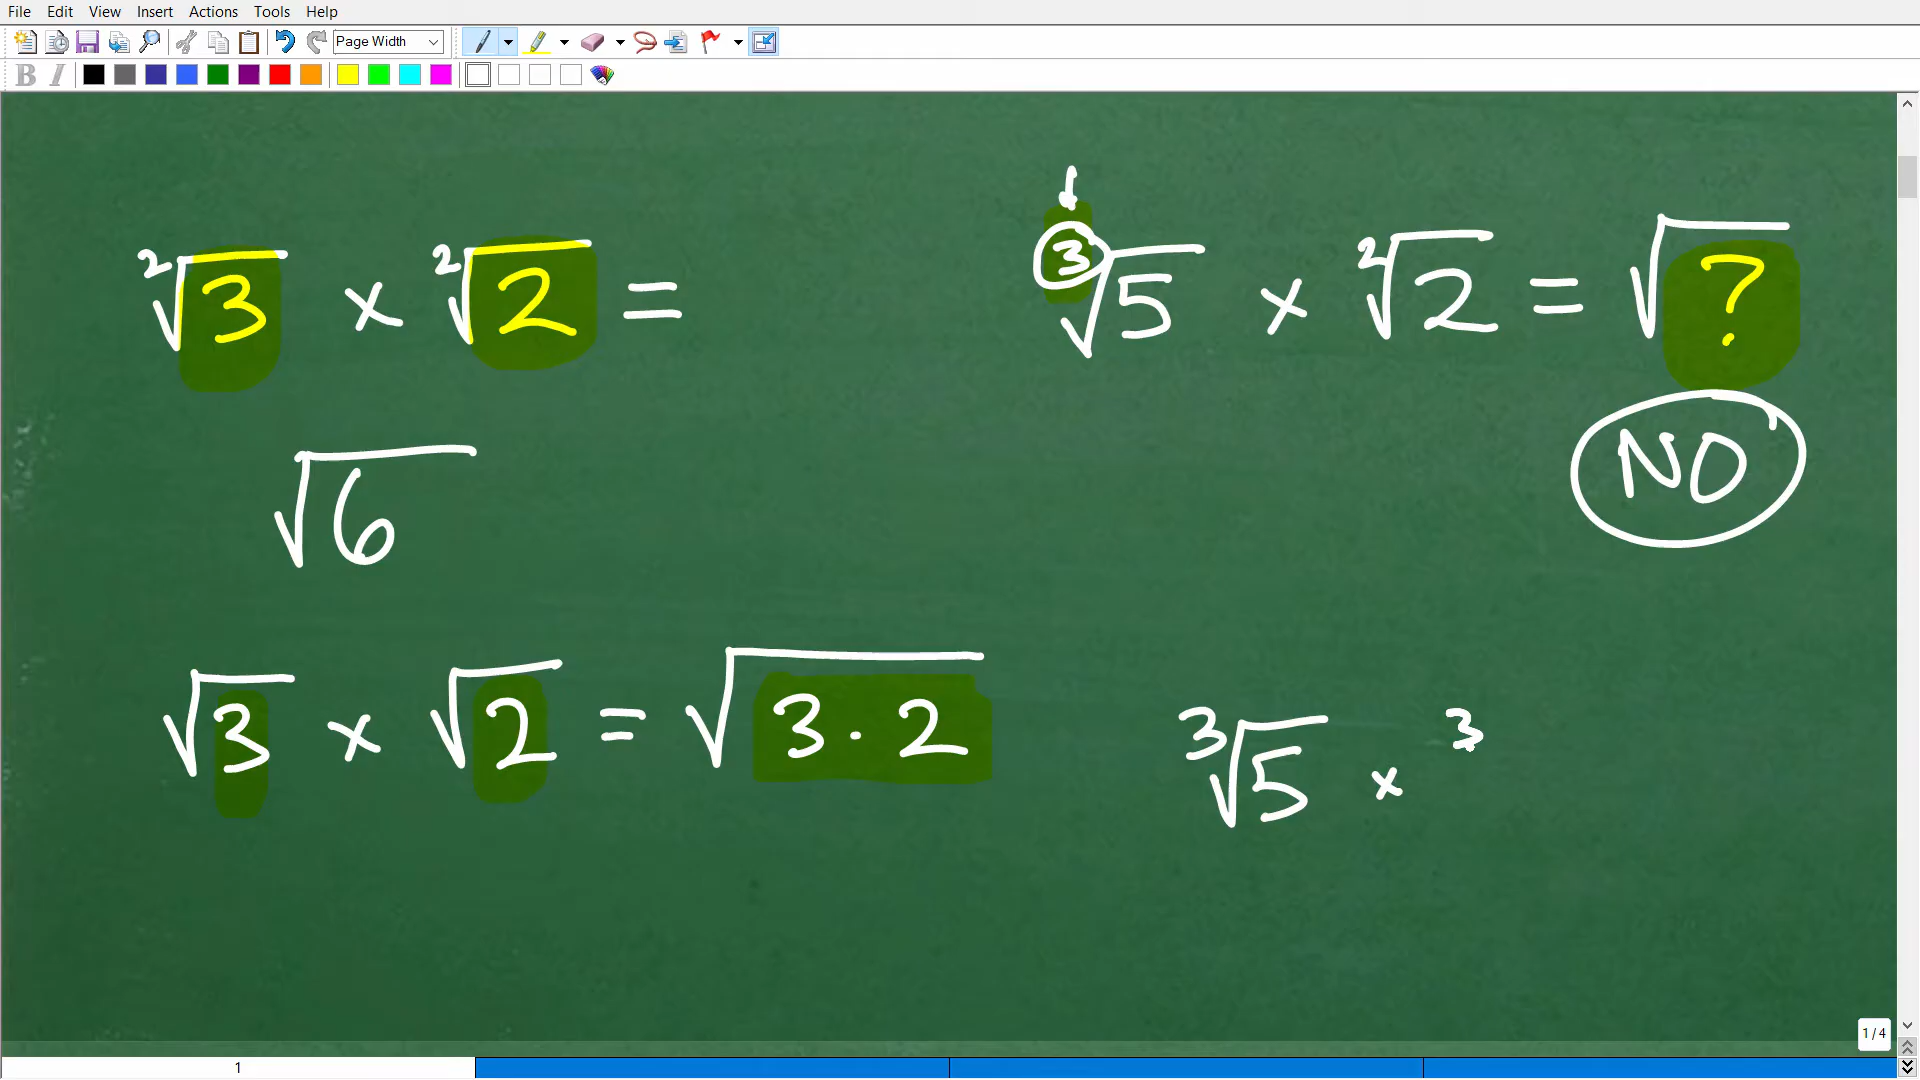 File Edit View Insert Actions Tools Help
Page Width
B I
²√3 × ²√2 =
³√5 × ²√2 = √?
NO
√6
√3 × √2 = √3·2
³√5 × ³
1 / 4
1